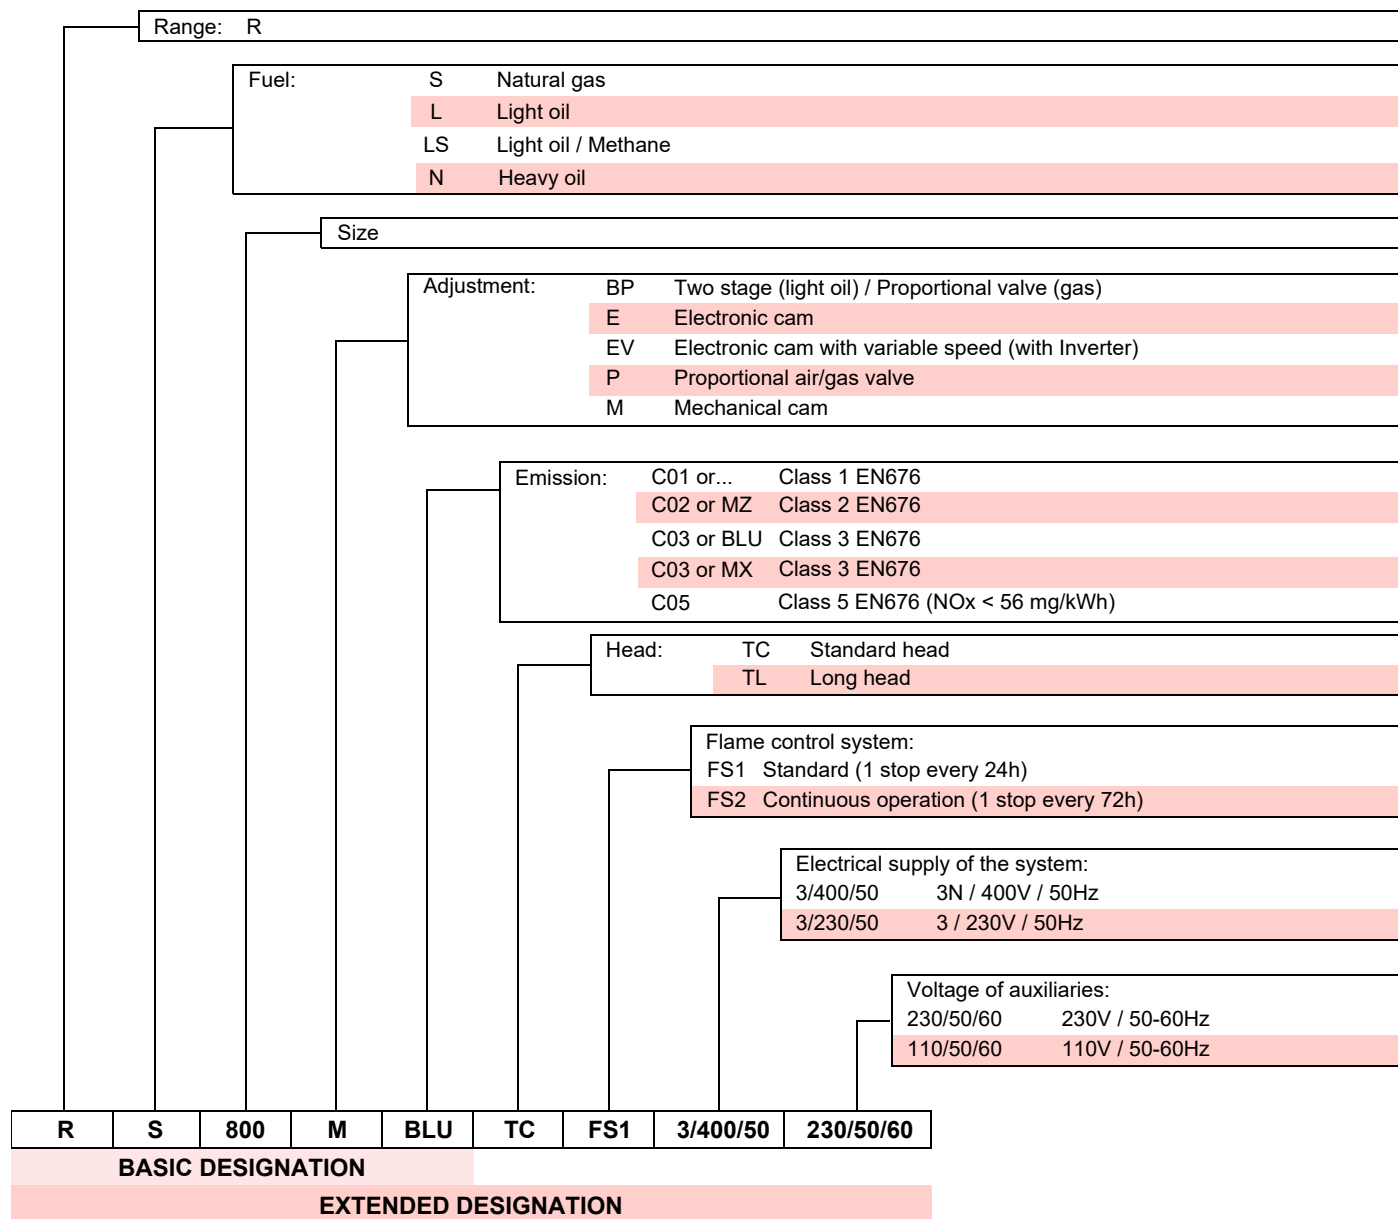 Range: R
Fuel: S Natural gas
L Light oil
LS Light oil / Methane
N Heavy oil
Size
Adjustment: BP Two stage (light oil) / Proportional valve (gas)
E Electronic cam
EV Electronic cam with variable speed (with Inverter)
P Proportional air/gas valve
M Mechanical cam
Emission: C01 or... Class 1 EN676
C02 or MZ Class 2 EN676
C03 or BLU Class 3 EN676
C03 or MX Class 3 EN676
C05 Class 5 EN676 (NOx < 56 mg/kWh)
Head: TC Standard head
TL Long head
Flame control system:
FS1 Standard (1 stop every 24h)
FS2 Continuous operation (1 stop every 72h)
Electrical supply of the system:
3/400/50 3N / 400V / 50Hz
3/230/50 3 / 230V / 50Hz
Voltage of auxiliaries:
230/50/60 230V / 50-60Hz
110/50/60 110V / 50-60Hz
R S 800 M BLU TC FS1 3/400/50 230/50/60
BASIC DESIGNATION
EXTENDED DESIGNATION